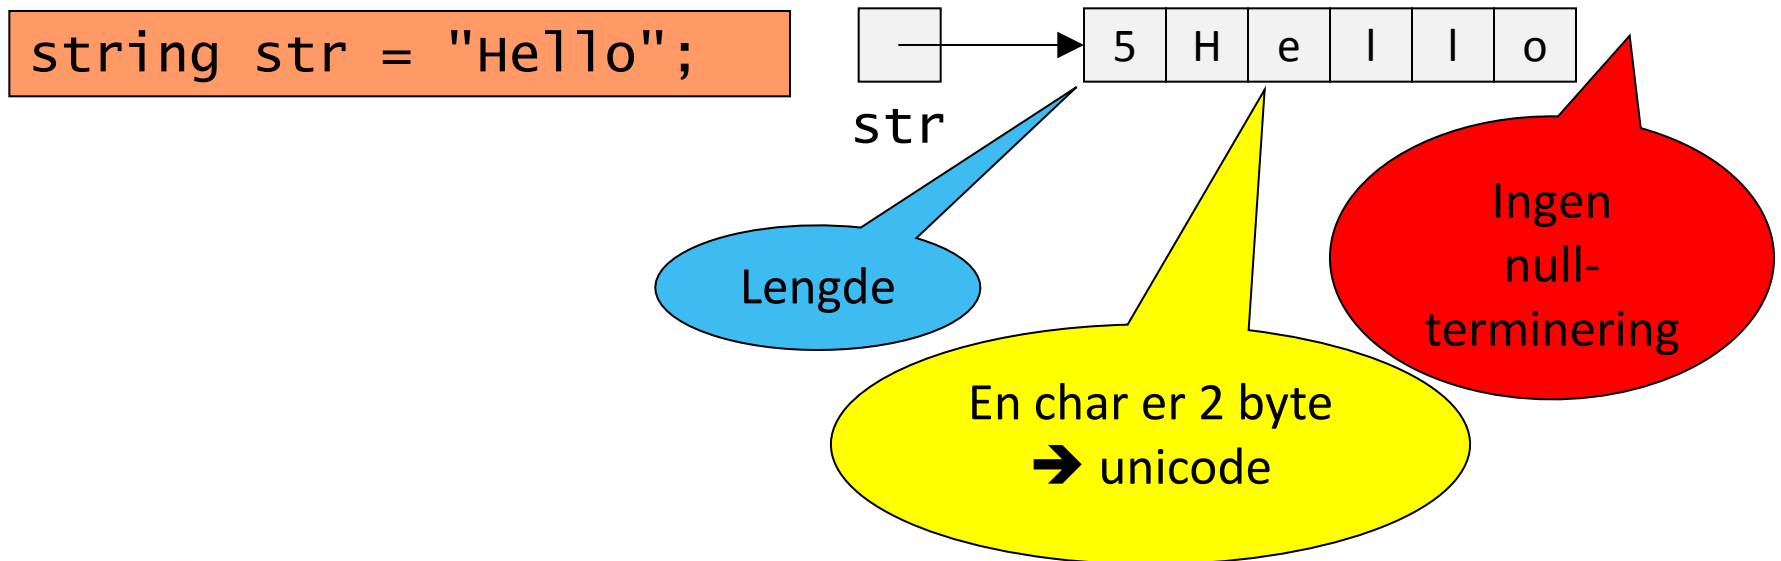 string str = "Hello";
5 H e l l o
str
Lengde
En char er 2 byte
➔ unicode
Ingen
null-
terminering